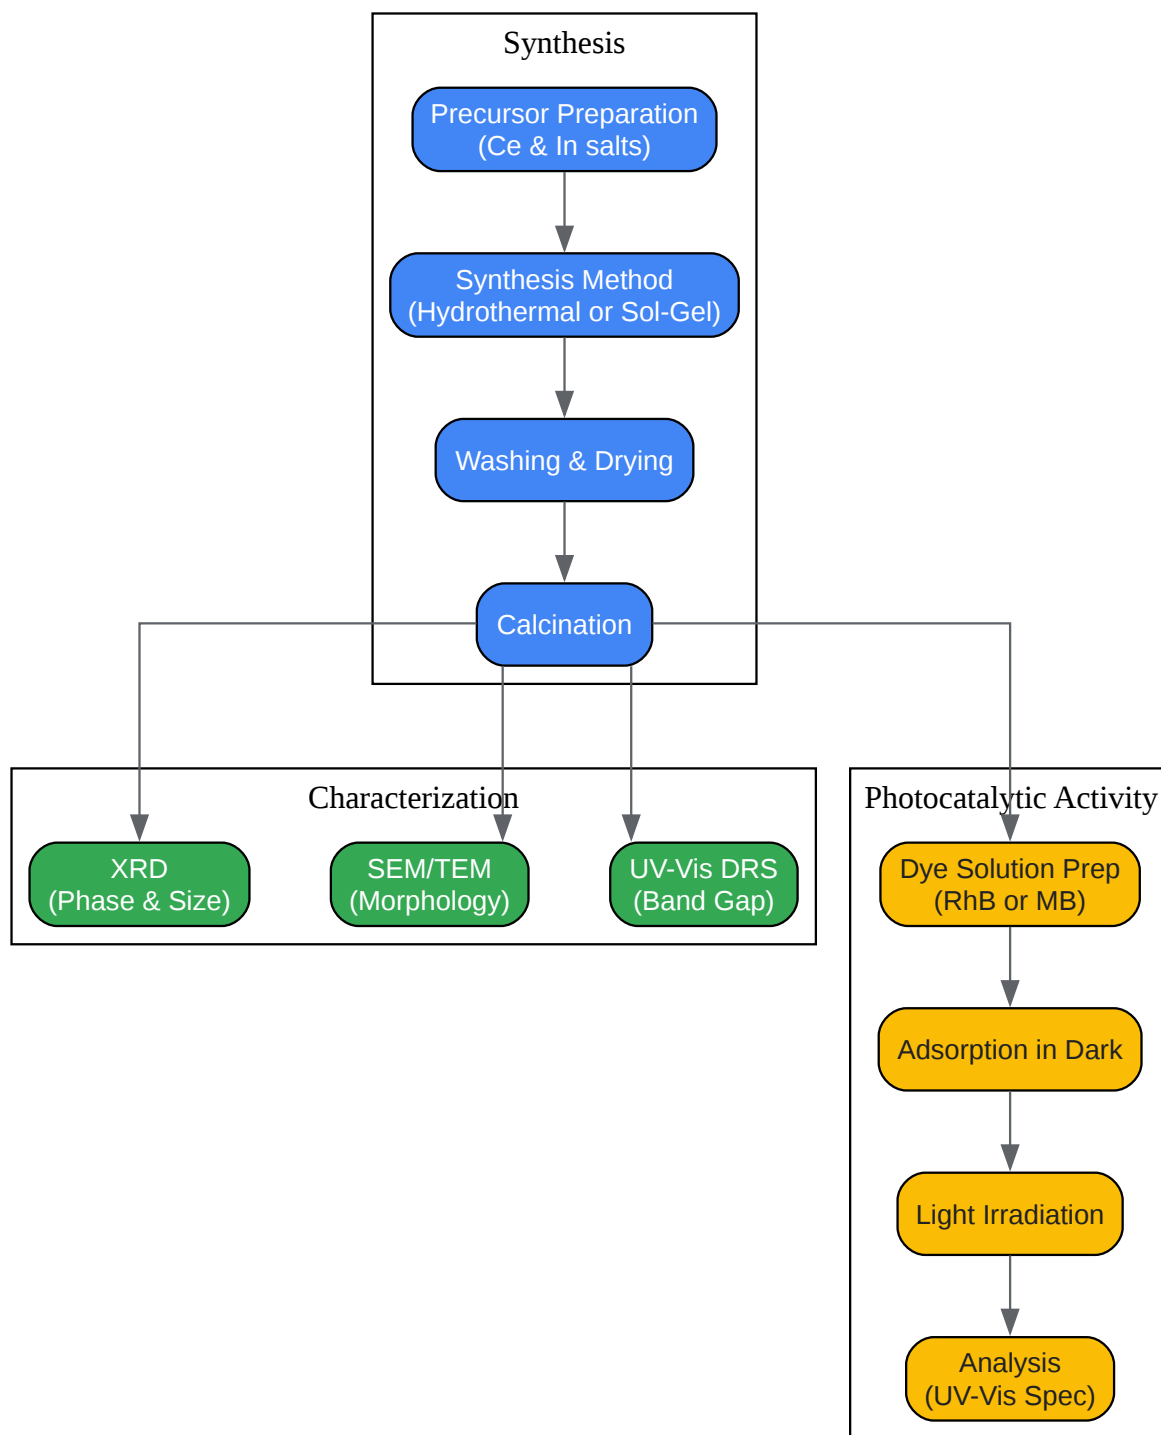 Synthesis
Precursor Preparation
(Ce & In salts)
Synthesis Method
(Hydrothermal or Sol-Gel)
Washing & Drying
Calcination
Characterization
XRD
(Phase & Size)
SEM/TEM
(Morphology)
UV-Vis DRS
(Band Gap)
Photocatalytic Activity
Dye Solution Prep
(RhB or MB)
Adsorption in Dark
Light Irradiation
Analysis
(UV-Vis Spec)